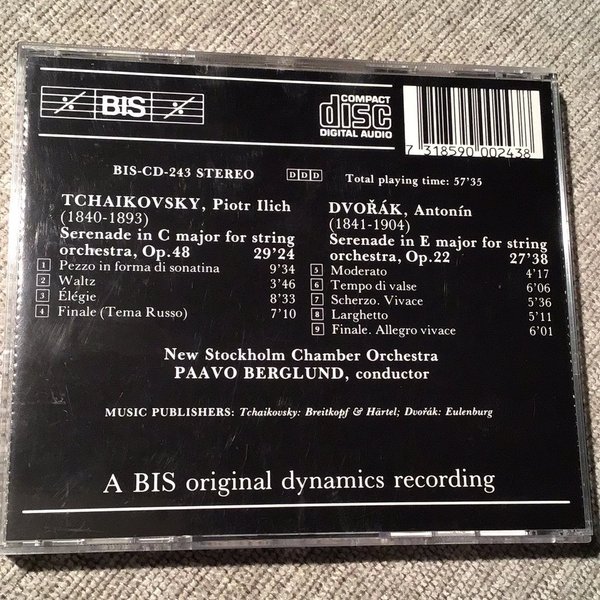 BIS
COMPACT
disc
DIGITAL AUDIO
7 318590 002438
BIS-CD-243 STEREO
DDD
Total playing time: 57'35
TCHAIKOVSKY, Piotr Ilich
(1840-1893)
Serenade in C major for string
orchestra, Op.48 29'24
1 Pezzo in forma di sonatina 9'34
2 Waltz 3'46
3 Élégie 8'33
4 Finale (Tema Russo) 7'10
DVOŘÁK, Antonín
(1841-1904)
Serenade in E major for string
orchestra, Op.22 27'38
5 Moderato 4'17
6 Tempo di valse 6'06
7 Scherzo. Vivace 5'36
8 Larghetto 5'11
9 Finale. Allegro vivace 6'01
New Stockholm Chamber Orchestra
PAAVO BERGLUND, conductor
MUSIC PUBLISHERS: Tchaikovsky: Breitkopf & Härtel; Dvořák: Eulenburg
A BIS original dynamics recording